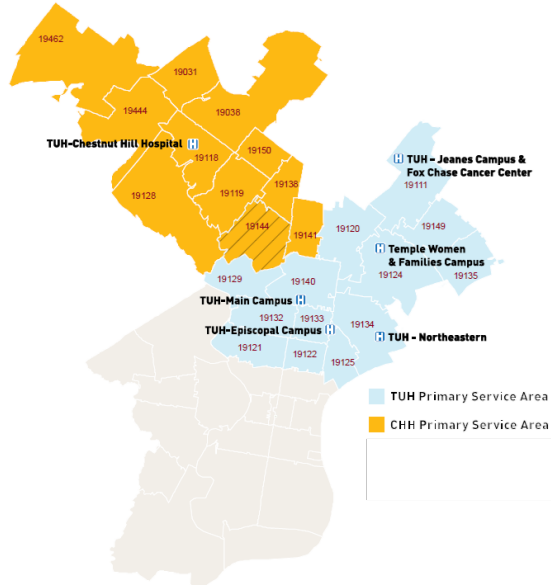 19462
19031
19444
19038
TUH-Chestnut Hill Hospital H
19118
19150
H TUH - Jeanes Campus &
Fox Chase Cancer Center
19128
19119
19138
19111
19144
19141
19120
19149
H Temple Women
& Families Campus
19129
19140
19124
19135
TUH-Main Campus H
19132
19133
19134
TUH-Episcopal Campus H
H TUH - Northeastern
19121
19122
19125
TUH Primary Service Area
CHH Primary Service Area